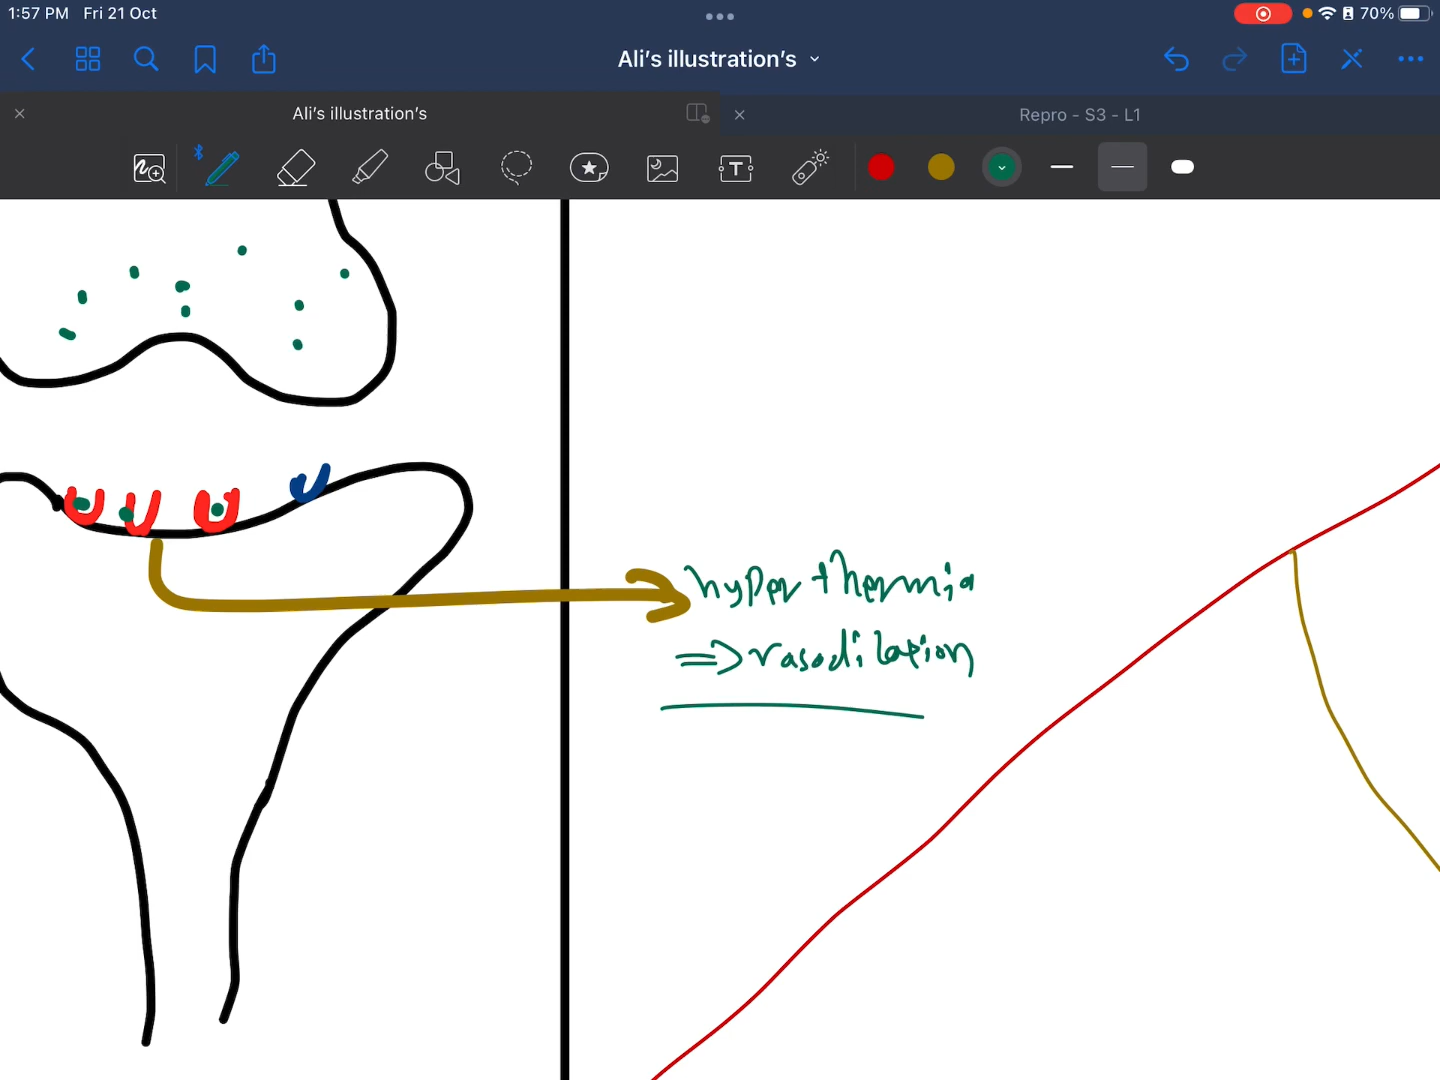 1:57 PM Fri 21 Oct
70%
Ali's illustration's
Ali's illustration's
Repro - S3 - L1
T
hyper thermia
=> vasodilation